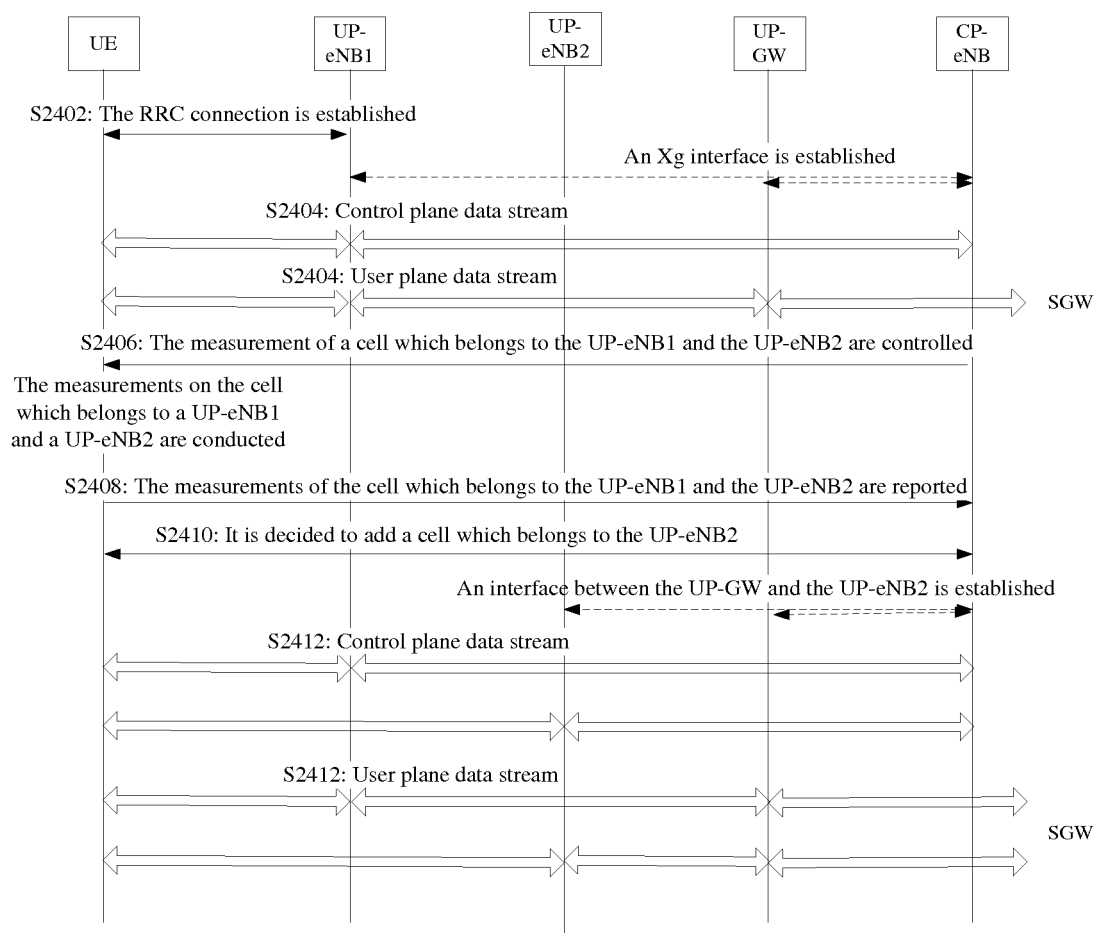 UE
UP-
eNB1
UP-
eNB2
UP-
GW
CP-
eNB
S2402: The RRC connection is established
An Xg interface is established
S2404: Control plane data stream
S2404: User plane data stream
SGW
S2406: The measurement of a cell which belongs to the UP-eNB1 and the UP-eNB2 are controlled
The measurements on the cell
which belongs to a UP-eNB1
and a UP-eNB2 are conducted
S2408: The measurements of the cell which belongs to the UP-eNB1 and the UP-eNB2 are reported
S2410: It is decided to add a cell which belongs to the UP-eNB2
An interface between the UP-GW and the UP-eNB2 is established
S2412: Control plane data stream
S2412: User plane data stream
SGW